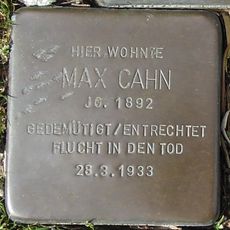 HIER WOHNTE
MAX CAHN
JG. 1892
GEDEMÜTIGT/ENTRECHTET
FLUCHT IN DEN TOD
28.3.1933